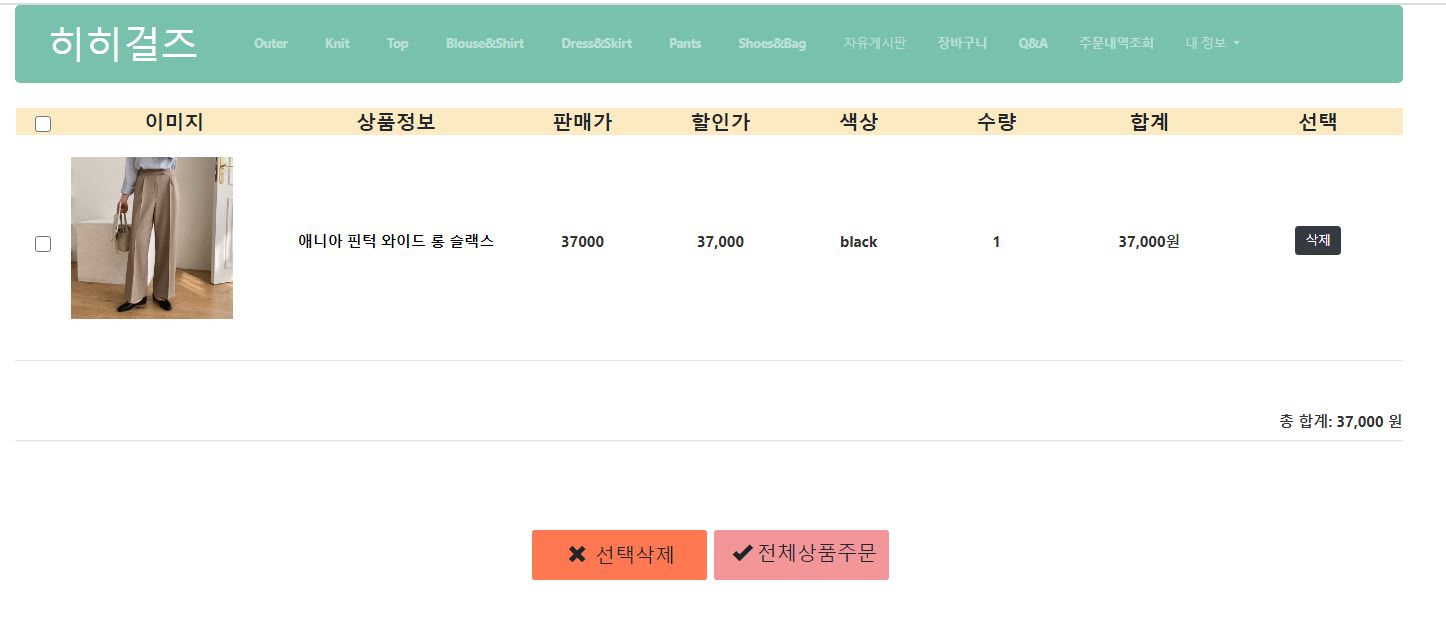 히히걸즈 Outer Knit Top Blouse&Shirt Dress&Skirt Pants Shoes&Bag 자유게시판 장바구니 Q&A 주문내역조회 내 정보
이미지 상품정보 판매가 할인가 색상 수량 합계 선택
애니아 핀턱 와이드 롱 슬랙스 37000 37,000 black 1 37,000원 삭제
총 합계: 37,000 원
선택삭제 전체상품주문